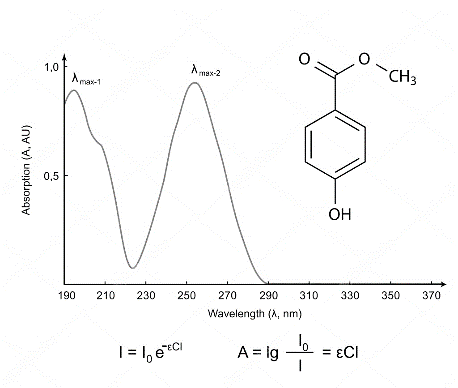 1,0
λmax-1
λmax-2
O
O
CH₃
0,5
OH
Absorption (A, AU)
190 210 230 250 270 290 310 330 350 370
Wavelength (λ, nm)
I = I₀ e^-εCl
A = lg I₀/I = εCl